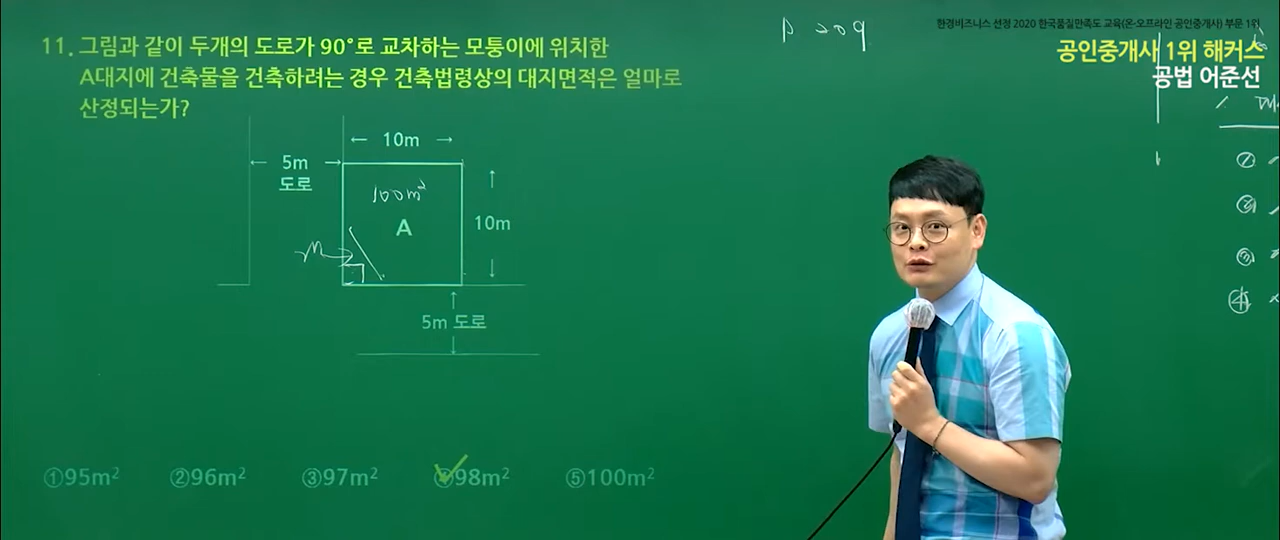 한경비즈니스 선정 2020 한국품질만족도 교육(온·오프라인 공인중개사) 부문 1위
공인중개사 1위 해커스
공법 어준선
p 209
11. 그림과 같이 두개의 도로가 90°로 교차하는 모퉁이에 위치한
A대지에 건축물을 건축하려는 경우 건축법령상의 대지면적은 얼마로
산정되는가?
← 10m →
← 5m →
도로
100m²
A
10m
5m 도로
①95m² ②96m² ③97m² ④98m² ⑤100m²
①
②
③
④